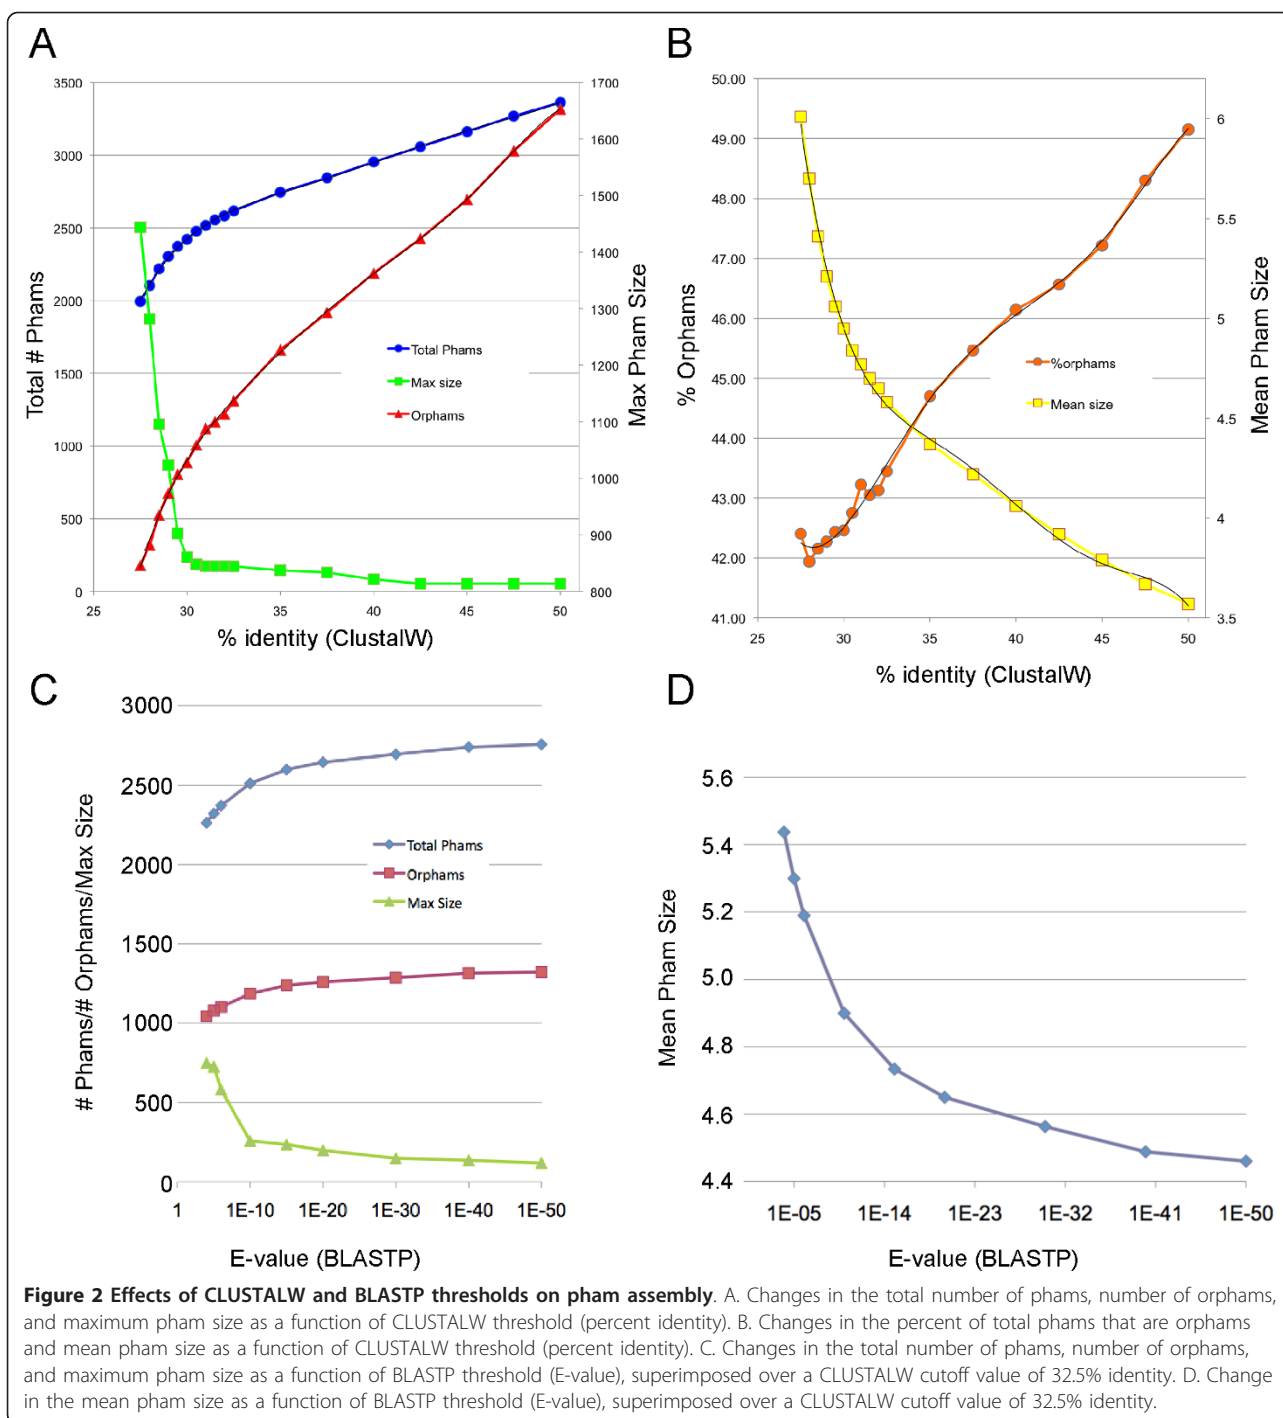 A
3500
3000
2500
2000
1500
1000
500
0
Total # Phams
1700
1600
1500
1400
1300
1200
1100
1000
900
800
Max Pham Size
Total Phams
Max size
Orphams
25
30
35
40
45
50
% identity (ClustalW)
B
50.00
49.00
48.00
47.00
46.00
45.00
44.00
43.00
42.00
41.00
% Orphams
6
5.5
5
4.5
4
3.5
Mean Pham Size
%orphams
Mean size
25
30
35
40
45
50
% identity (ClustalW)
C
3000
2500
2000
1500
1000
500
0
# Phams/# Orphams/Max Size
Total Phams
Orphams
Max Size
1
1E-10
1E-20
1E-30
1E-40
1E-50
E-value (BLASTP)
D
5.6
5.4
5.2
5.0
4.8
4.6
4.4
Mean Pham Size
1E-05
1E-14
1E-23
1E-32
1E-41
1E-50
E-value (BLASTP)
Figure 2 Effects of CLUSTALW and BLASTP thresholds on pham assembly. A. Changes in the total number of phams, number of orphams,
and maximum pham size as a function of CLUSTALW threshold (percent identity). B. Changes in the percent of total phams that are orphams
and mean pham size as a function of CLUSTALW threshold (percent identity). C. Changes in the total number of phams, number of orphams,
and maximum pham size as a function of BLASTP threshold (E-value), superimposed over a CLUSTALW cutoff value of 32.5% identity. D. Change
in the mean pham size as a function of BLASTP threshold (E-value), superimposed over a CLUSTALW cutoff value of 32.5% identity.